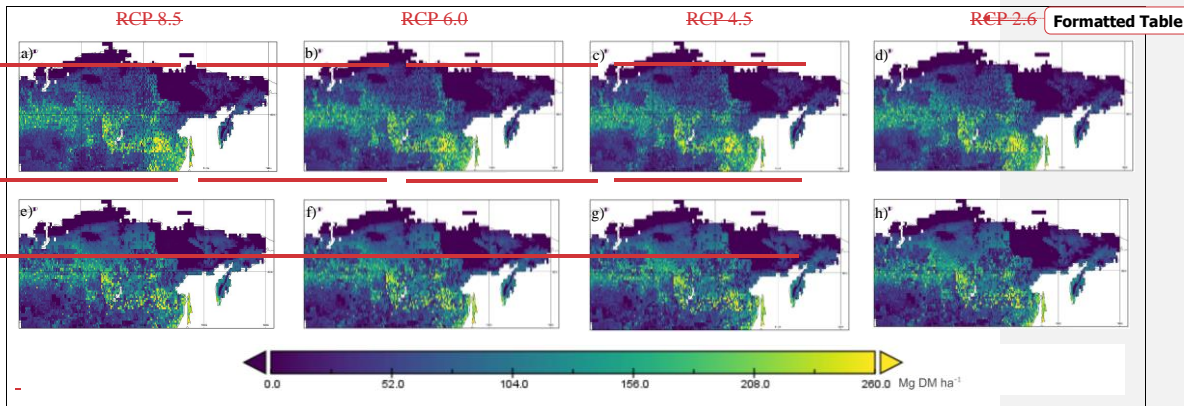 RCP 8.5 RCP 6.0 RCP 4.5 RCP 2.6 Formatted Table
a) b) c) d)
e) f) g) h)
0.0 52.0 104.0 156.0 208.0 260.0 Mg DM ha⁻¹